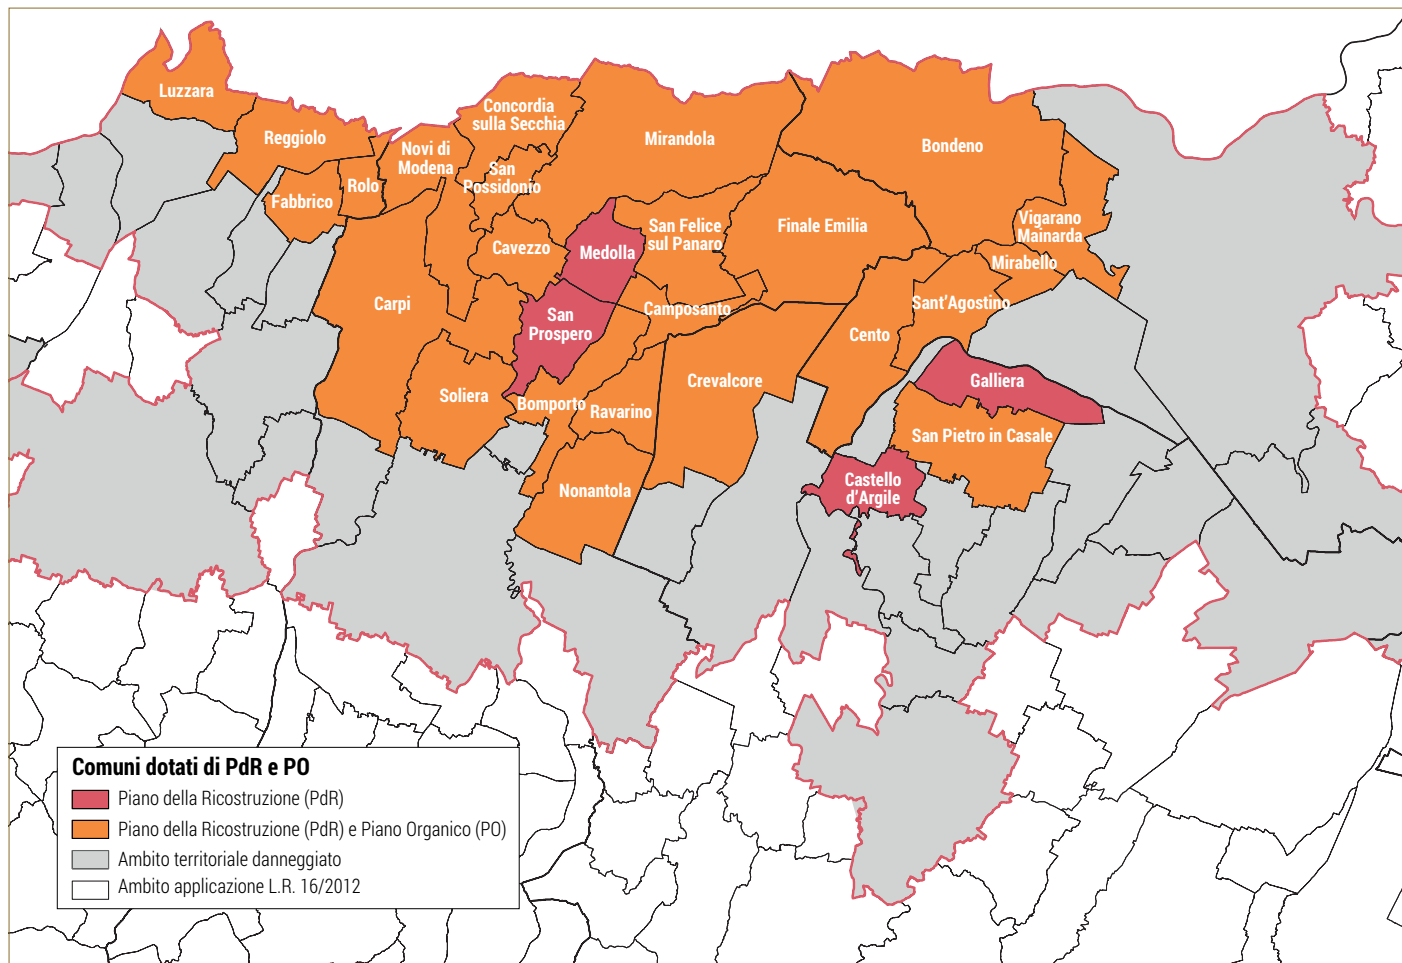 Luzzara
Reggiolo
Concordia
sulla Secchia
Mirandola
Bondeno
Novi di
Modena
San
Possidonio
Rolo
Fabbrico
Vigarano
Mainarda
San Felice
sul Panaro
Finale Emilia
Cavezzo
Medolla
Mirabello
Carpi
San
Prospero
Camposanto
Sant'Agostino
Cento
Crevalcore
Galliera
Soliera
Bomporto
Ravarino
San Pietro in Casale
Nonantola
Castello
d'Argile
Comuni dotati di PdR e PO
Piano della Ricostruzione (PdR)
Piano della Ricostruzione (PdR) e Piano Organico (PO)
Ambito territoriale danneggiato
Ambito applicazione L.R. 16/2012